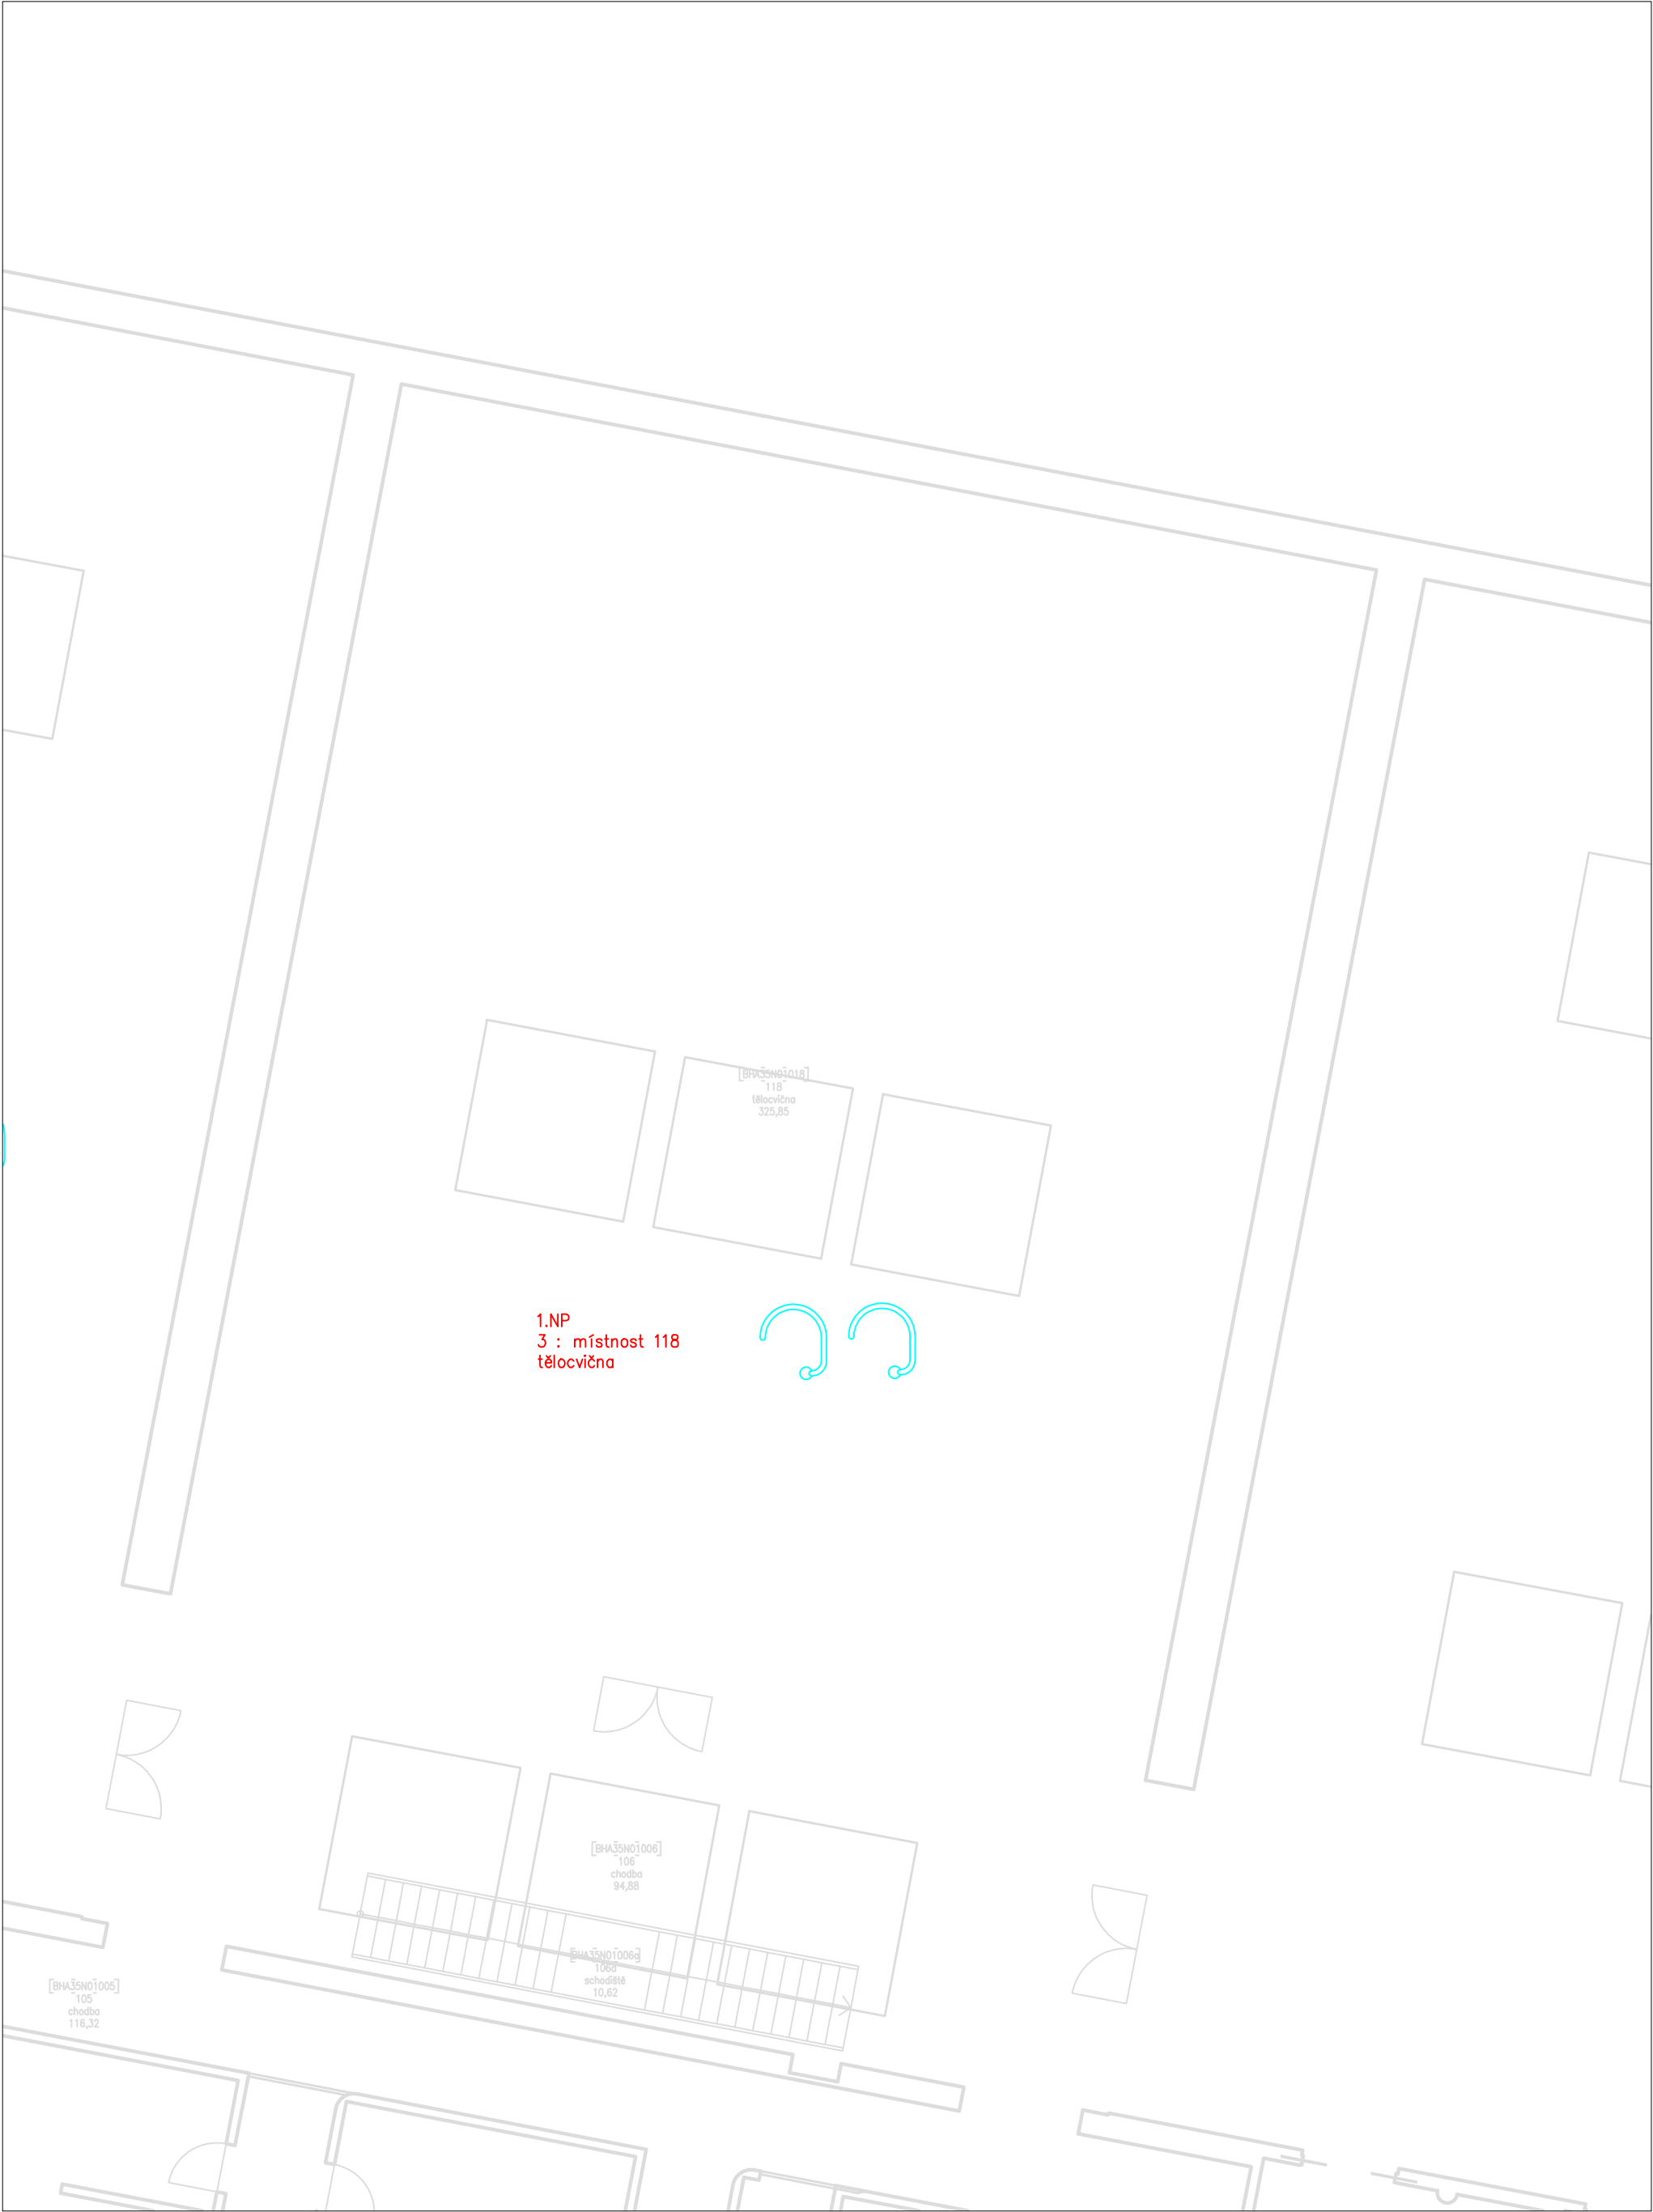 [BHA35N01018]
118
tělocvična
325,85
1.NP
3 : místnost 118
tělocvična
[BHA35N01006]
106
chodba
94,88
[BHA35N01006a]
106a
schodiště
10,62
[BHA35N01005]
105
chodba
116,32